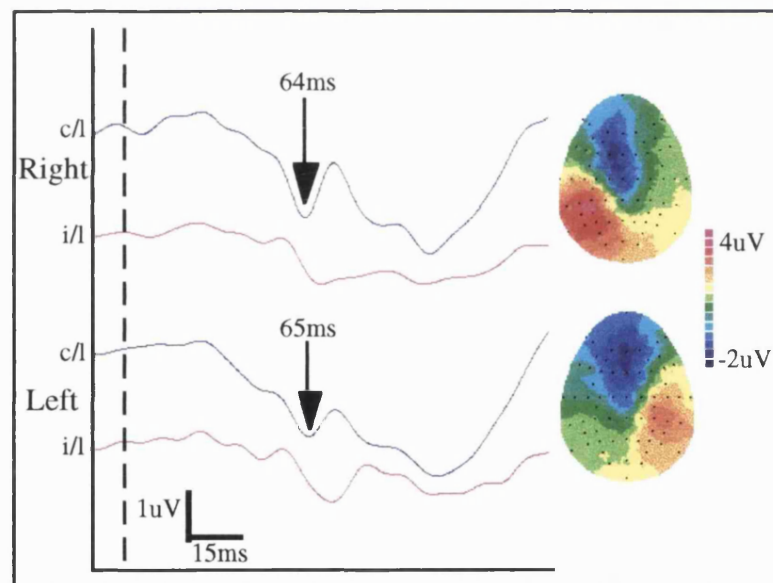 64ms
c/l
Right
i/l
4uV
65ms
c/l
-2uV
Left
i/l
1uV
15ms